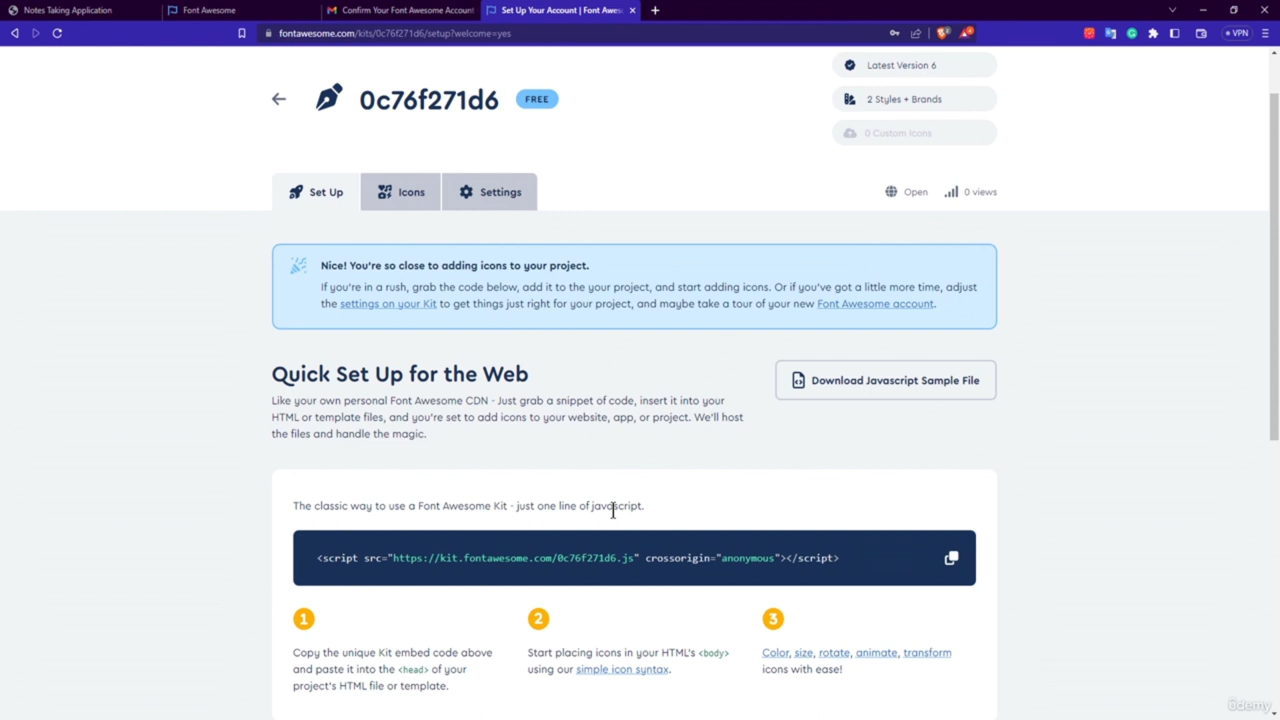 Notes Taking Application
Font Awesome
Confirm Your Font Awesome Account
Set Up Your Account | Font Awes
fontawesome.com/kits/0c76f271d6/setup?welcome=yes
VPN
Latest Version 6
0c76f271d6
FREE
2 Styles + Brands
0 Custom Icons
Set Up
Icons
Settings
Open
0 views
Nice! You're so close to adding icons to your project.
If you're in a rush, grab the code below, add it to the your project, and start adding icons. Or if you've got a little more time, adjust
the settings on your Kit to get things just right for your project, and maybe take a tour of your new Font Awesome account.
Quick Set Up for the Web
Download Javascript Sample File
Like your own personal Font Awesome CDN - Just grab a snippet of code, insert it into your
HTML or template files, and you're set to add icons to your website, app, or project. We'll host
the files and handle the magic.
The classic way to use a Font Awesome Kit - just one line of javascript.
<script src="https://kit.fontawesome.com/0c76f271d6.js" crossorigin="anonymous"></script>
1
2
3
Copy the unique Kit embed code above
and paste it into the <head> of your
project's HTML file or template.
Start placing icons in your HTML's <body>
using our simple icon syntax.
Color, size, rotate, animate, transform
icons with ease!
ûdemy